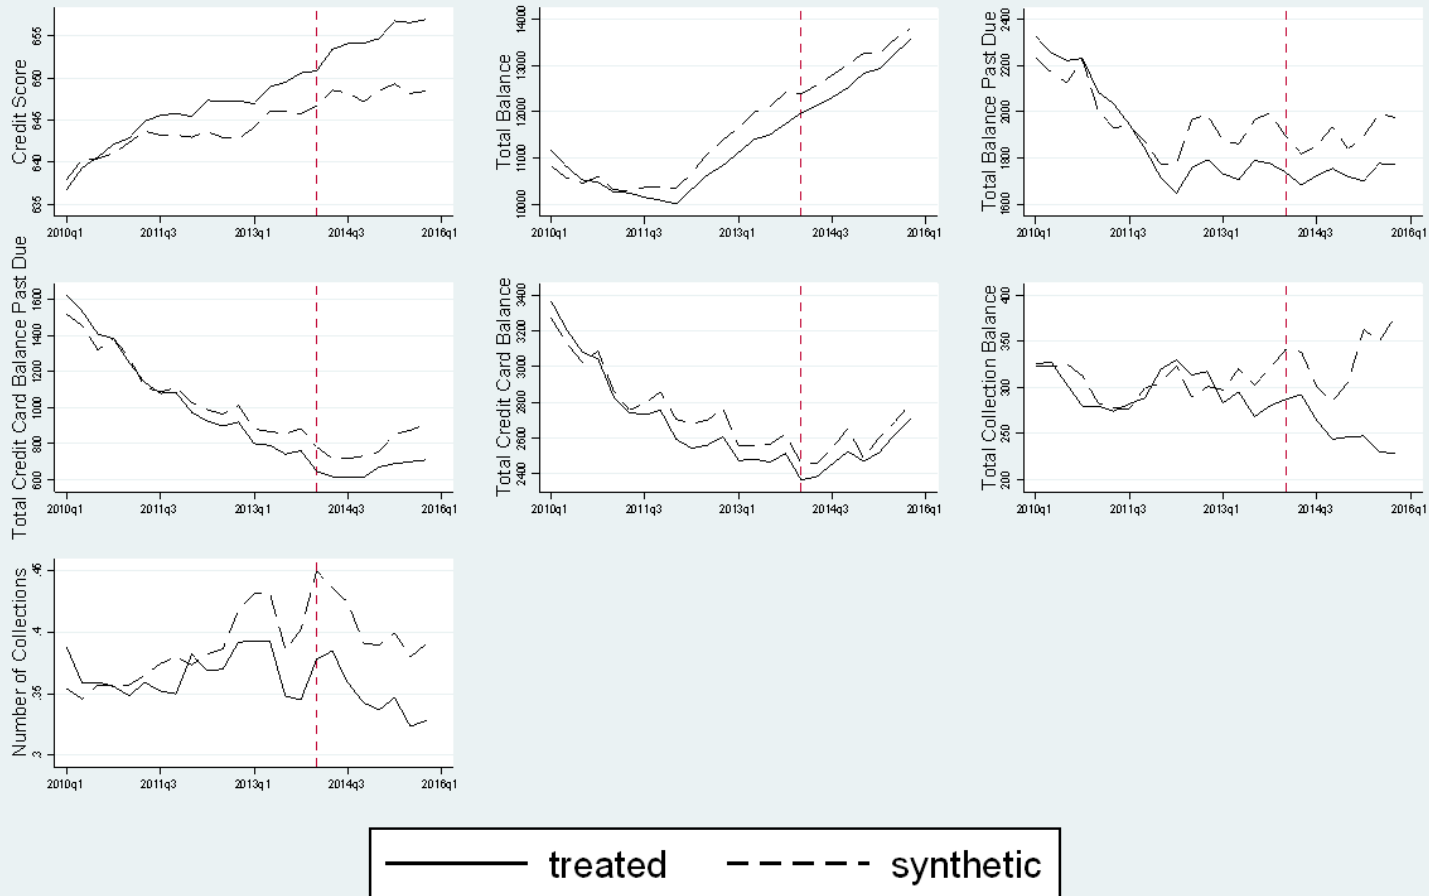 Credit Score
655
650
645
640
635
2010q1 2011q3 2013q1 2014q3 2016q1
Total Balance
14000
13000
12000
11000
10000
2010q1 2011q3 2013q1 2014q3 2016q1
Total Balance Past Due
2400
2200
2000
1800
1600
2010q1 2011q3 2013q1 2014q3 2016q1
Total Credit Card Balance Past Due
1600
1400
1200
1000
800
600
2010q1 2011q3 2013q1 2014q3 2016q1
Total Credit Card Balance
3400
3200
3000
2800
2600
2400
2010q1 2011q3 2013q1 2014q3 2016q1
Total Collection Balance
400
350
300
250
200
2010q1 2011q3 2013q1 2014q3 2016q1
Number of Collections
.45
.4
.35
.3
2010q1 2011q3 2013q1 2014q3 2016q1
treated synthetic